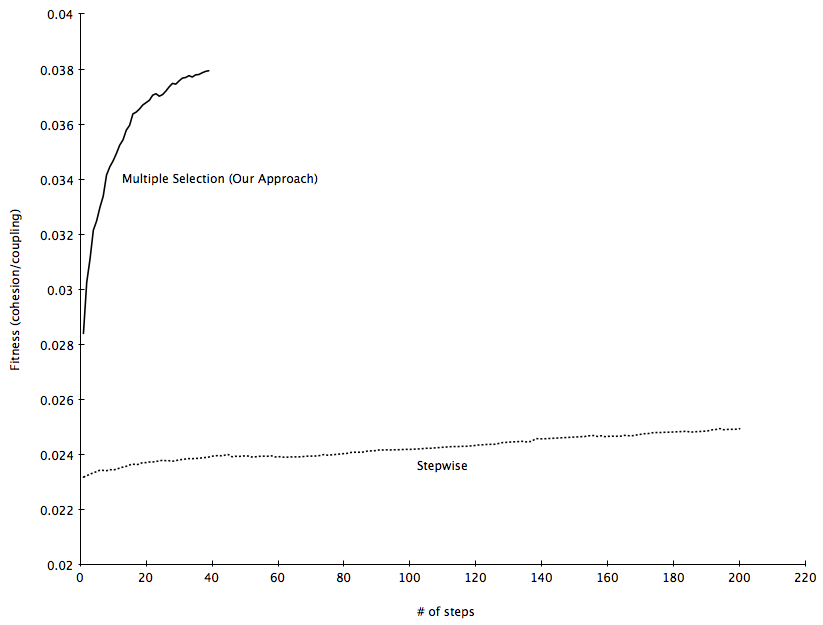 0.04
0.038
0.036
0.034
Multiple Selection (Our Approach)
0.032
0.03
0.028
0.026
0.024
0.022
0.02
Fitness (cohesion/coupling)
Stepwise
0 20 40 60 80 100 120 140 160 180 200 220
# of steps